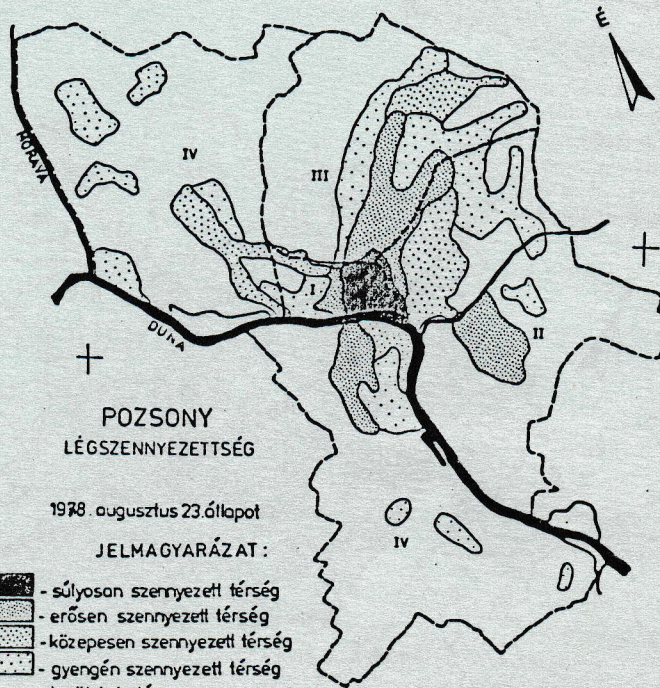 É
MORAVA
IV
III
I
II
DUNA
POZSONY
LÉGSZENNYEZETTSÉG
1978. augusztus 23. állapot
IV
JELMAGYARÁZAT:
- súlyosan szennyezett térség
- erősen szennyezett térség
- közepesen szennyezett térség
- gyengén szennyezett térség